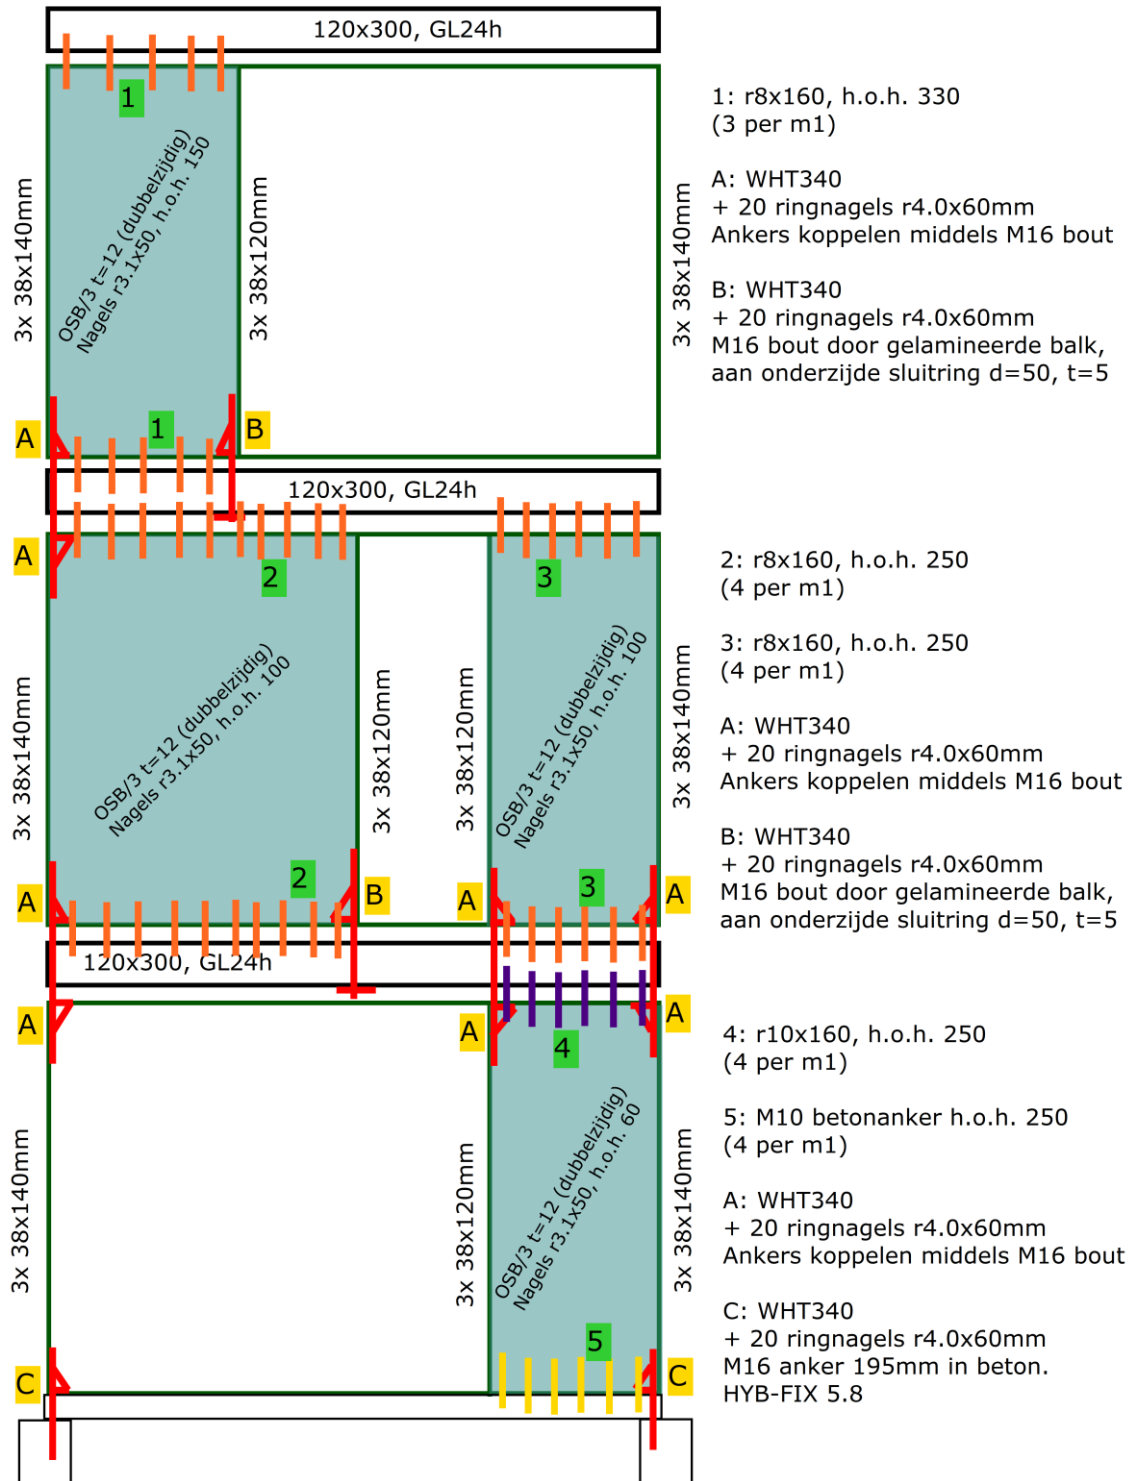 120x300, GL24h
1
OSB/3 t=12 (dubbelzijdig)
Nagels r3.1x50, h.o.h. 150
3x 38x140mm
3x 38x120mm
3x 38x140mm
1: r8x160, h.o.h. 330
(3 per m1)
A: WHT340
+ 20 ringnagels r4.0x60mm
Ankers koppelen middels M16 bout
B: WHT340
+ 20 ringnagels r4.0x60mm
M16 bout door gelamineerde balk,
aan onderzijde sluitring d=50, t=5
A
1
B
120x300, GL24h
A
2
3
OSB/3 t=12 (dubbelzijdig)
Nagels r3.1x50, h.o.h. 100
3x 38x140mm
3x 38x120mm
3x 38x120mm
OSB/3 t=12 (dubbelzijdig)
Nagels r3.1x50, h.o.h. 100
3x 38x140mm
2: r8x160, h.o.h. 250
(4 per m1)
3: r8x160, h.o.h. 250
(4 per m1)
A: WHT340
+ 20 ringnagels r4.0x60mm
Ankers koppelen middels M16 bout
B: WHT340
+ 20 ringnagels r4.0x60mm
M16 bout door gelamineerde balk,
aan onderzijde sluitring d=50, t=5
A
2
B
A
3
A
120x300, GL24h
A
A
4
A
3x 38x140mm
3x 38x120mm
OSB/3 t=12 (dubbelzijdig)
Nagels r3.1x50, h.o.h. 60
3x 38x140mm
4: r10x160, h.o.h. 250
(4 per m1)
5: M10 betonanker h.o.h. 250
(4 per m1)
A: WHT340
+ 20 ringnagels r4.0x60mm
Ankers koppelen middels M16 bout
C: WHT340
+ 20 ringnagels r4.0x60mm
M16 anker 195mm in beton.
HYB-FIX 5.8
C
5
C